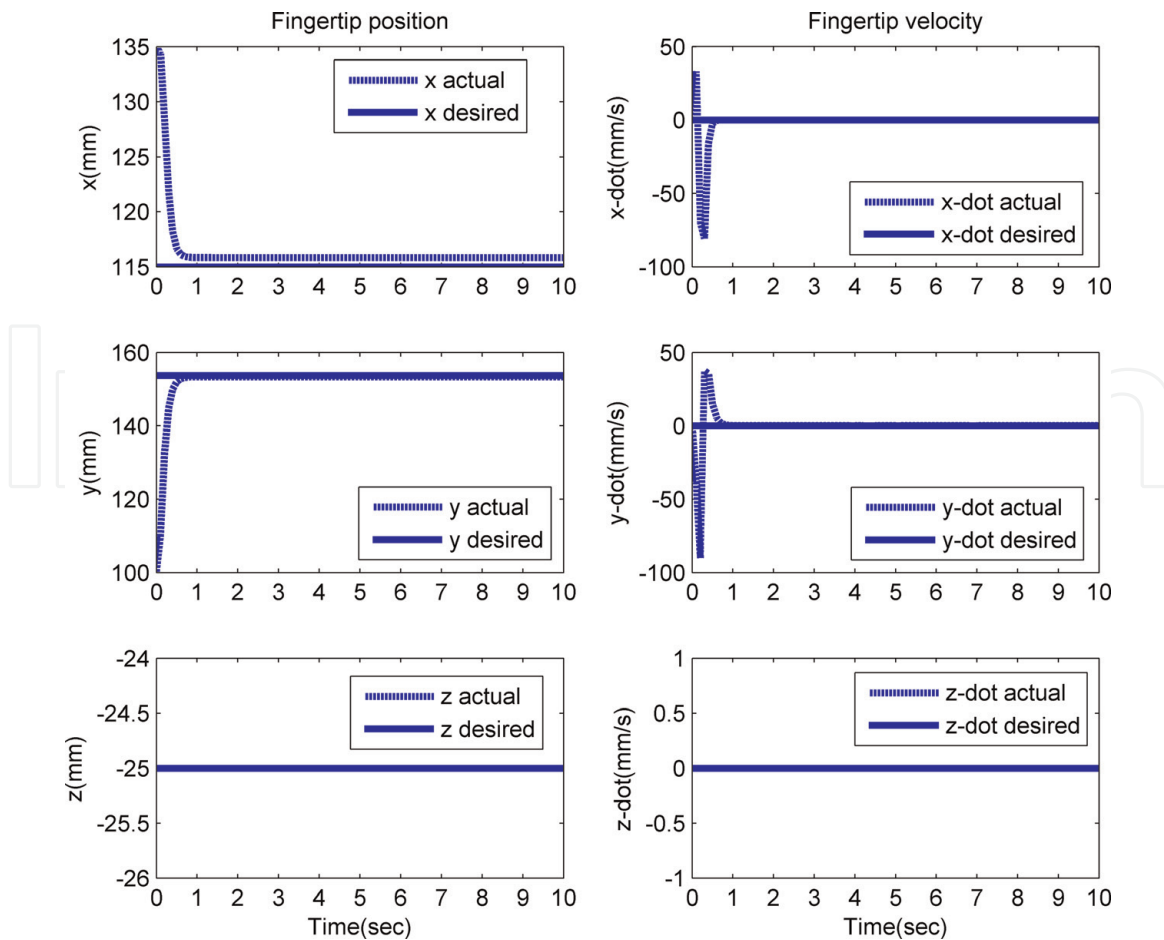 Fingertip position
135
130
125
120
115
x(mm)
x actual
x desired
0 1 2 3 4 5 6 7 8 9 10
Fingertip velocity
50
0
-50
-100
x-dot(mm/s)
x-dot actual
x-dot desired
0 1 2 3 4 5 6 7 8 9 10
160
140
120
100
y(mm)
y actual
y desired
0 1 2 3 4 5 6 7 8 9 10
50
0
-50
-100
y-dot(mm/s)
y-dot actual
y-dot desired
0 1 2 3 4 5 6 7 8 9 10
-24
-24.5
-25
-25.5
-26
z(mm)
z actual
z desired
0 1 2 3 4 5 6 7 8 9 10
Time(sec)
1
0.5
0
-0.5
-1
z-dot(mm/s)
z-dot actual
z-dot desired
0 1 2 3 4 5 6 7 8 9 10
Time(sec)